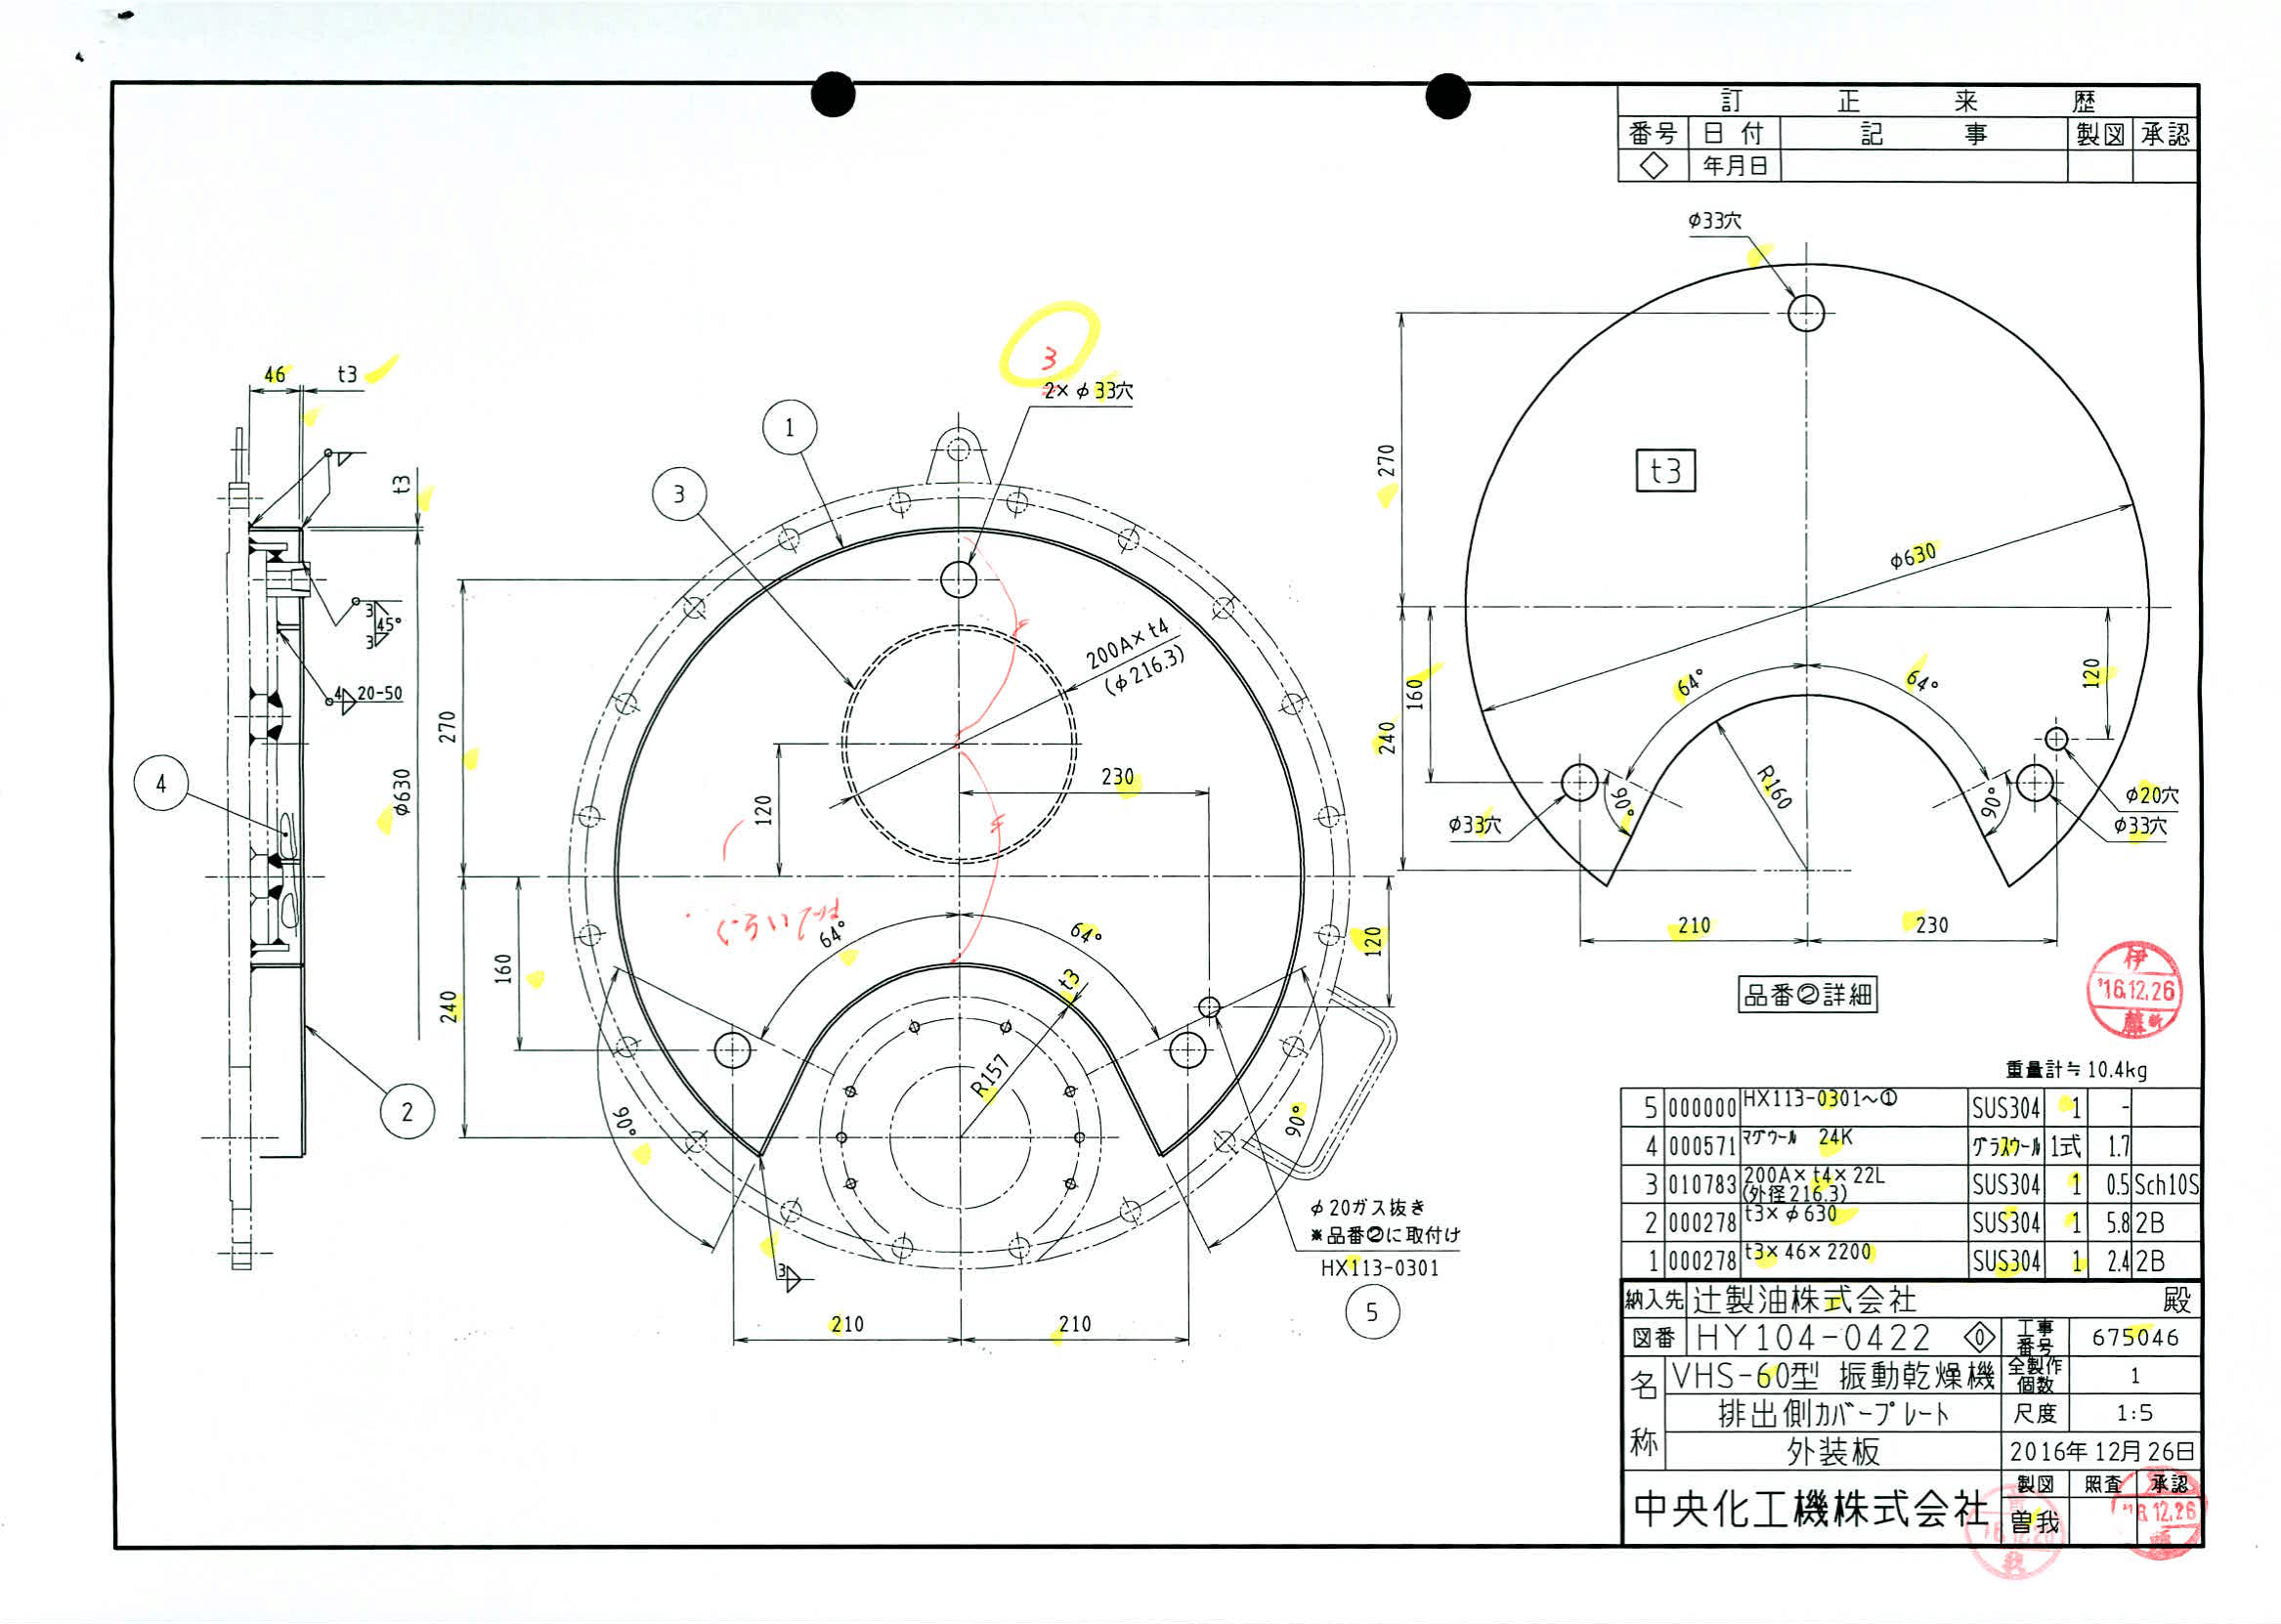 訂正来歴
番号 日付 記事 製図 承認
年月日
φ33穴
270
t3
φ630
64°
64°
160
240
120
R160
90°
90°
φ33穴
φ20穴
φ33穴
210
230
品番②詳細
伊
'16.12.26
藤
46
t3
t3
3
45°
3
4 20-50
φ630
4
2
3
2×φ33穴
1
3
200A×t4
(φ216.3)
270
120
230
160
240
64°
64°
120
t3
R157
90°
90°
3
210
210
φ20ガス抜き
※品番②に取付け
HX113-0301
5
重量計≒10.4kg
5 000000 HX113-0301~① SUS304 1 -
4 000571 マグウール 24K グラスウール 1式 1.7
3 010783 200A×t4×22L (外径216.3) SUS304 1 0.5 Sch10S
2 000278 t3×φ630 SUS304 1 5.8 2B
1 000278 t3×46×2200 SUS304 1 2.4 2B
納入先 辻製油株式会社 殿
図番 HY104-0422 0 工事番号 675046
名称 VHS-60型 振動乾燥機 全製作個数 1
排出側カバープレート 尺度 1:5
外装板 2016年12月26日
中央化工機株式会社 製図 照査 承認
曽我
12.26